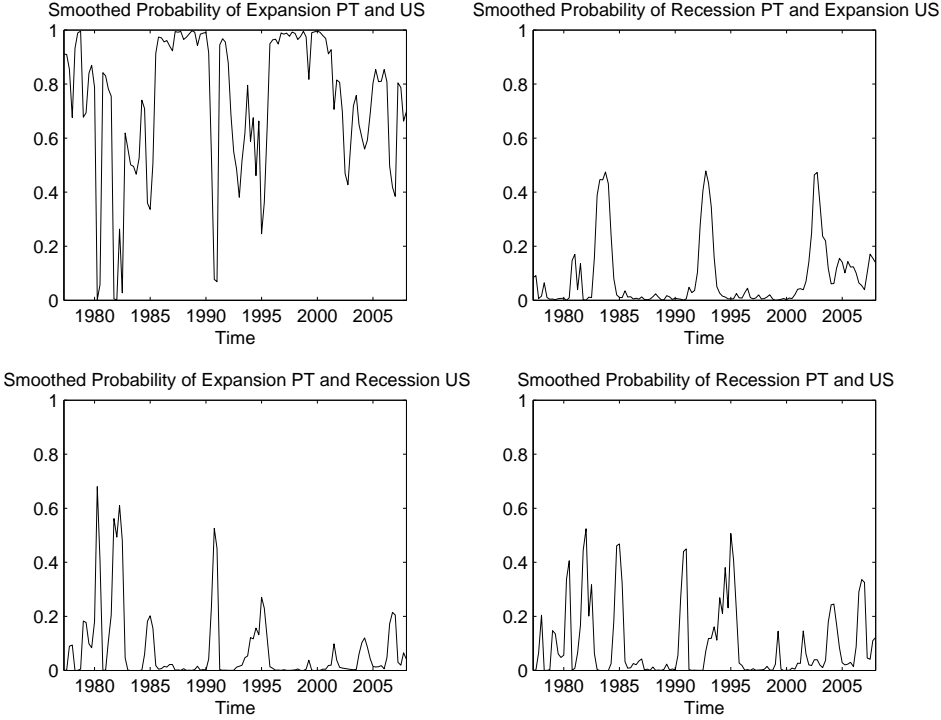 Smoothed Probability of Expansion PT and US
1
0.8
0.6
0.4
0.2
0
1980 1985 1990 1995 2000 2005
Time
Smoothed Probability of Recession PT and Expansion US
1
0.8
0.6
0.4
0.2
0
1980 1985 1990 1995 2000 2005
Time
Smoothed Probability of Expansion PT and Recession US
1
0.8
0.6
0.4
0.2
0
1980 1985 1990 1995 2000 2005
Time
Smoothed Probability of Recession PT and US
1
0.8
0.6
0.4
0.2
0
1980 1985 1990 1995 2000 2005
Time